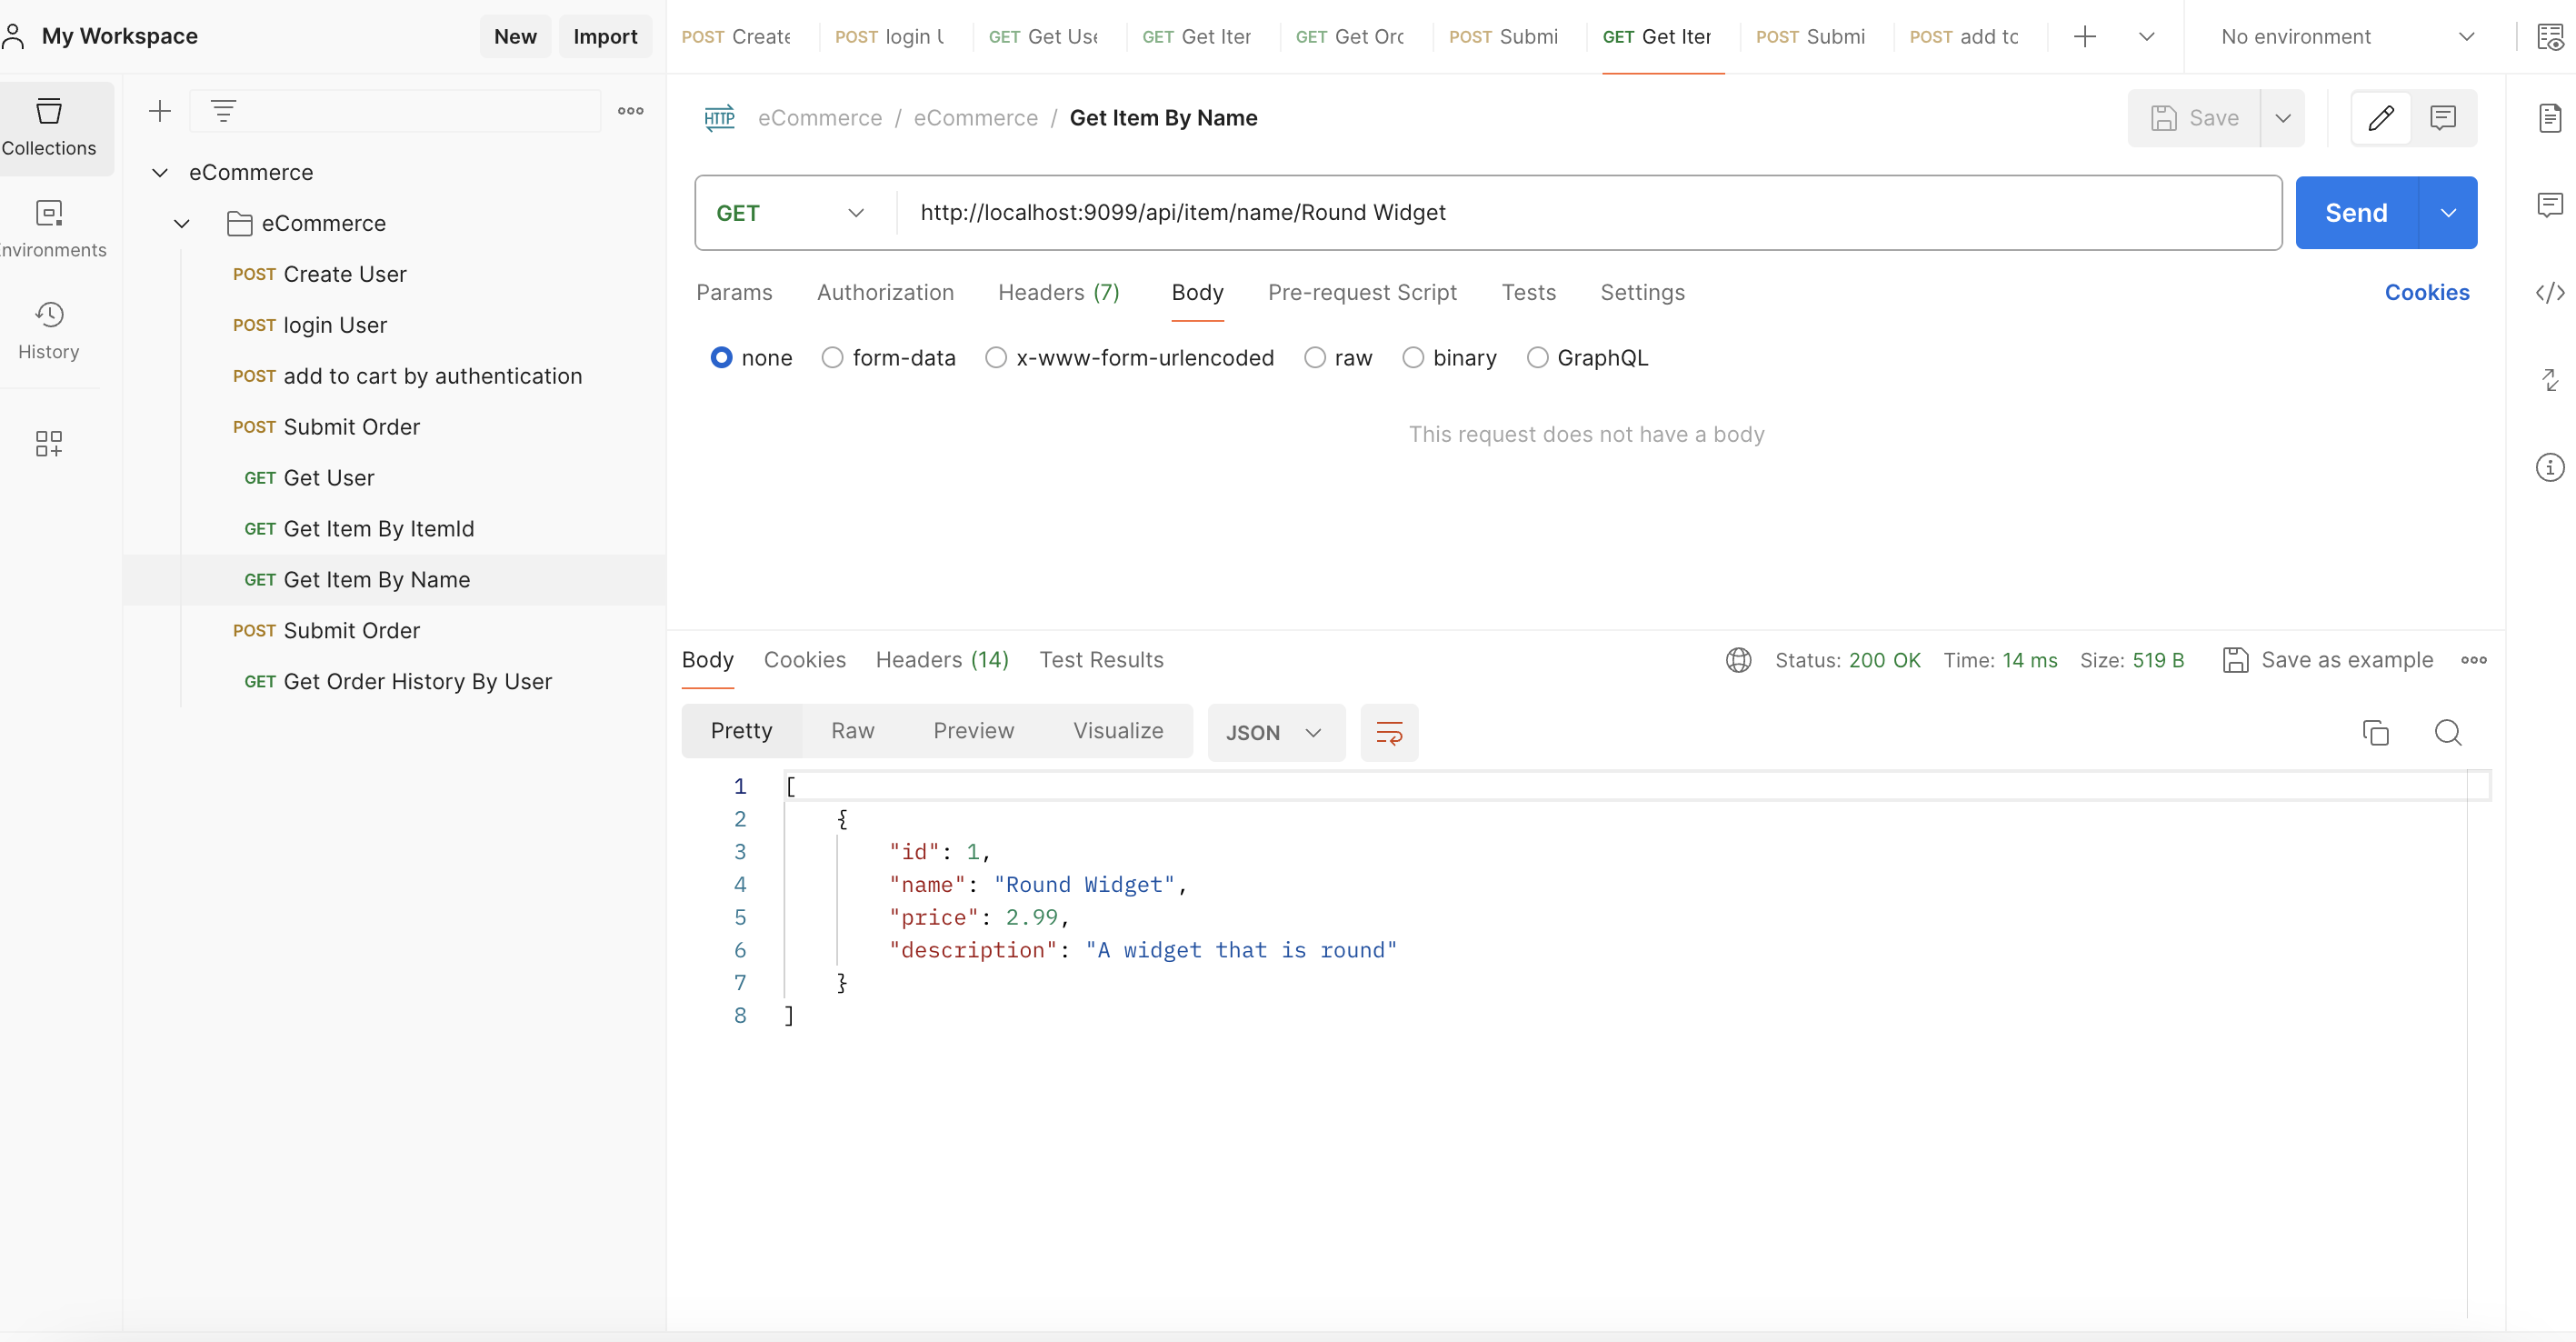 My Workspace
New
Import
POST Create
POST login U
GET Get Use
GET Get Iter
GET Get Orc
POST Submi
GET Get Iter
POST Submi
POST add to
No environment
Collections
nvironments
History
eCommerce
eCommerce
POST Create User
POST login User
POST add to cart by authentication
POST Submit Order
GET Get User
GET Get Item By ItemId
GET Get Item By Name
POST Submit Order
GET Get Order History By User
HTTP eCommerce / eCommerce / Get Item By Name
Save
GET http://localhost:9099/api/item/name/Round Widget
Send
Params Authorization Headers (7) Body Pre-request Script Tests Settings Cookies
none form-data x-www-form-urlencoded raw binary GraphQL
This request does not have a body
Body Cookies Headers (14) Test Results Status: 200 OK Time: 14 ms Size: 519 B Save as example
Pretty Raw Preview Visualize JSON
1 [
2 {
3 "id": 1,
4 "name": "Round Widget",
5 "price": 2.99,
6 "description": "A widget that is round"
7 }
8 ]